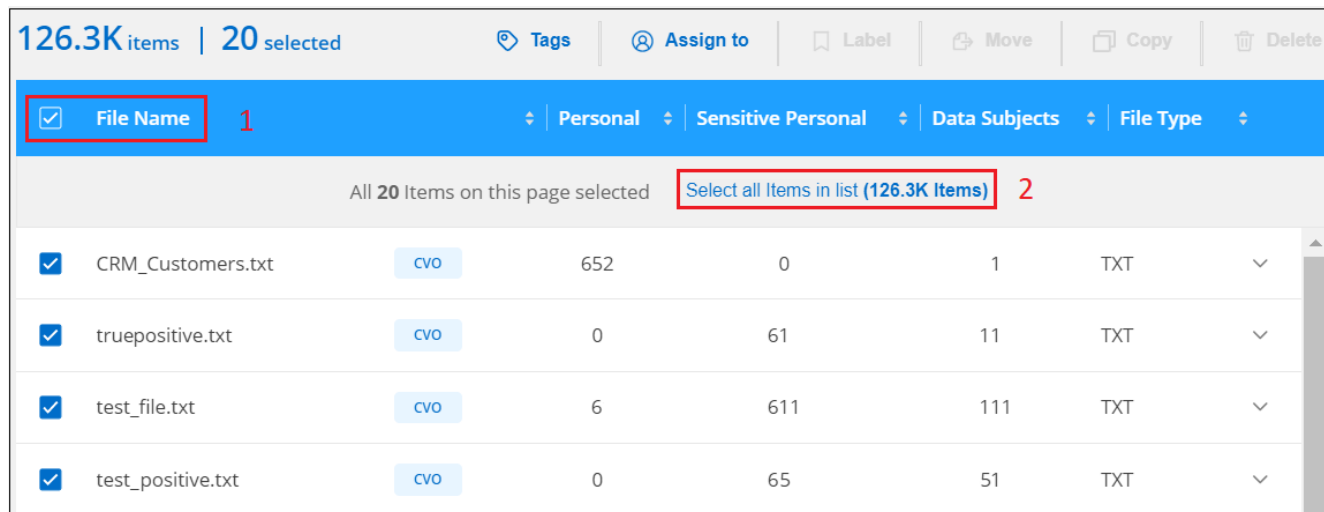 126.3K items | 20 selected Tags Assign to Label Move Copy Delete
File Name 1 Personal Sensitive Personal Data Subjects File Type
All 20 Items on this page selected Select all Items in list (126.3K Items) 2
CRM_Customers.txt CVO 652 0 1 TXT
truepositive.txt CVO 0 61 11 TXT
test_file.txt CVO 6 611 111 TXT
test_positive.txt CVO 0 65 51 TXT